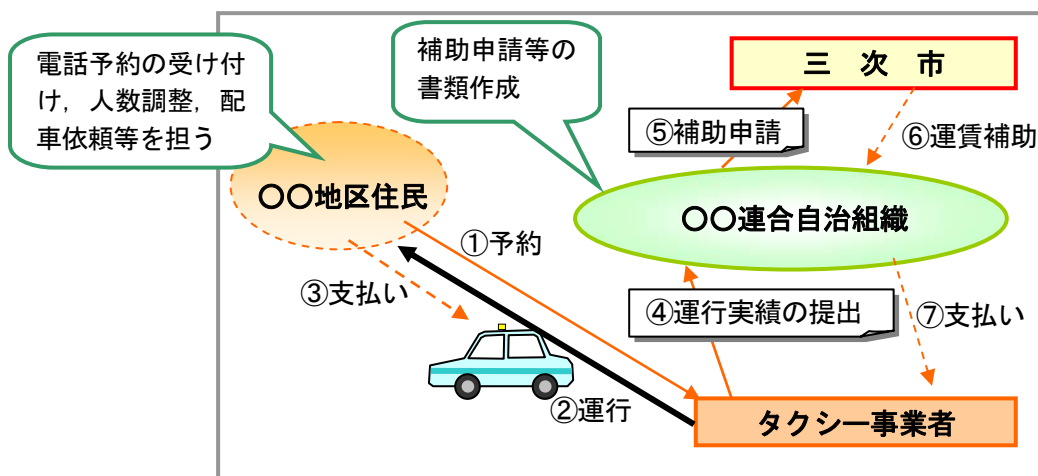 電話予約の受け付
け，人数調整，配
車依頼等を担う
補助申請等の
書類作成
三　次　市
⑤補助申請
⑥運賃補助
〇〇地区住民
〇〇連合自治組織
①予約
③支払い
④運行実績の提出
⑦支払い
②運行
タクシー事業者